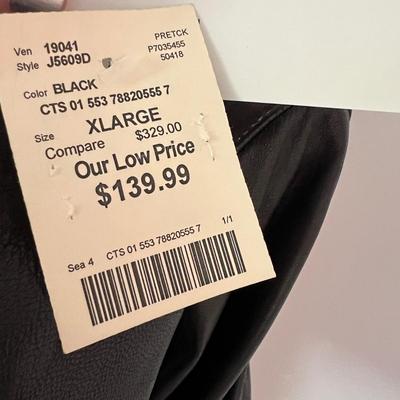 Ven 19041 PRETCK
Style J5609D P7035455
50418
Color BLACK
CTS 01 553 78820555 7
Size XLARGE
Compare $329.00
Our Low Price
$139.99
Sea 4 CTS 01 553 78820555 7 1/1